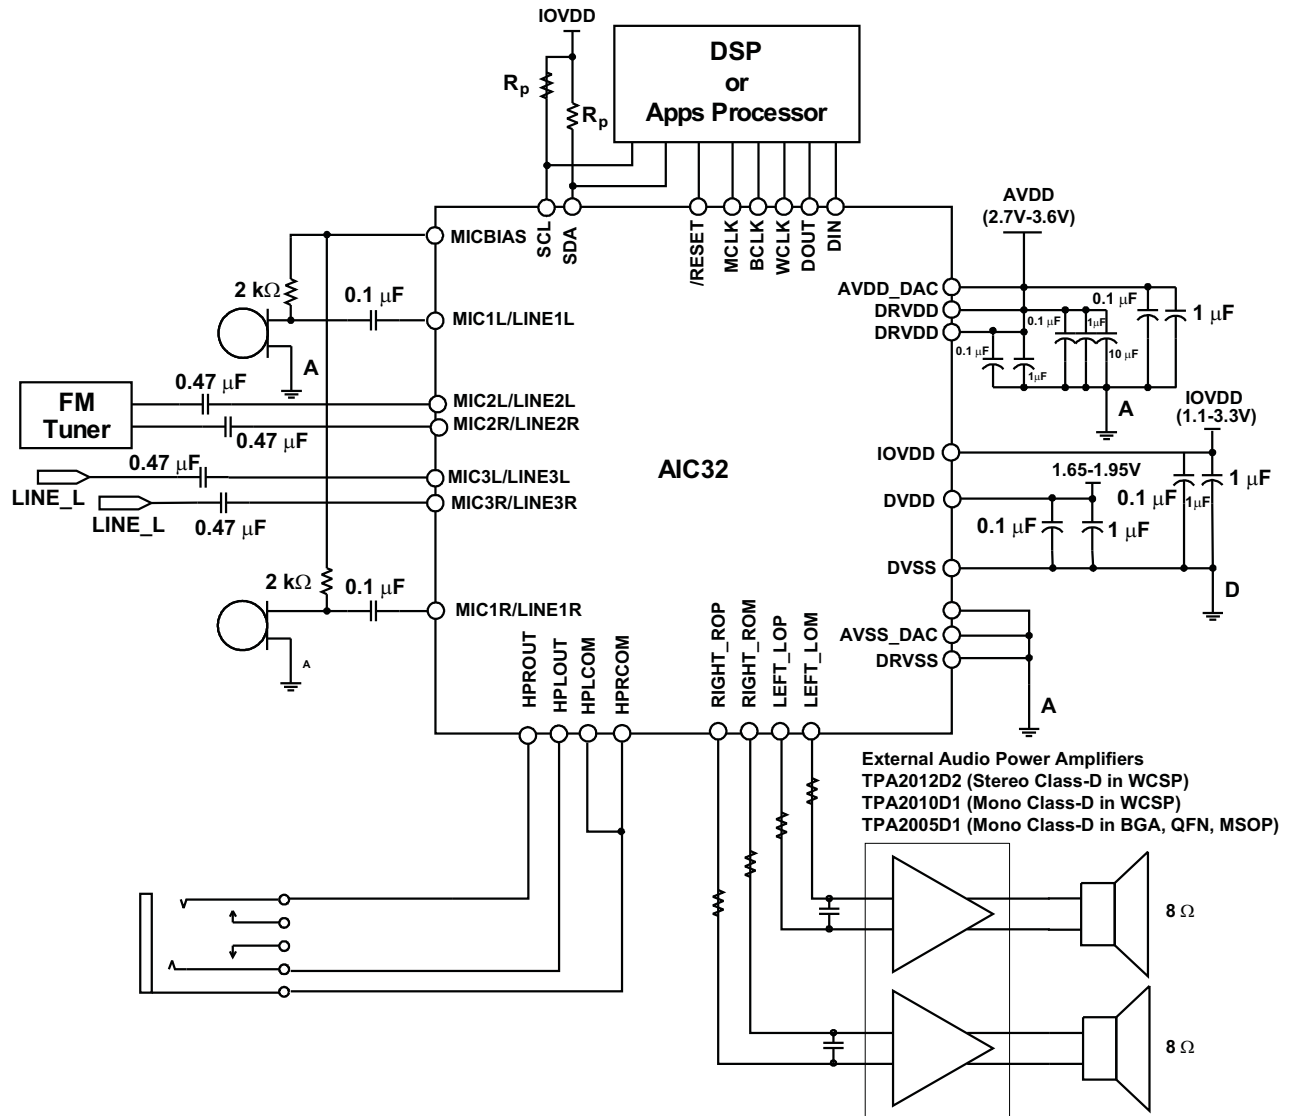 IOVDD
DSP
or
Apps Processor
Rp
Rp
SCL
SDA
/RESET
MCLK
BCLK
WCLK
DOUT
DIN
AVDD
(2.7V-3.6V)
MICBIAS
2 kΩ
0.1 μF
MIC1L/LINE1L
A
AVDD_DAC
DRVDD
DRVDD
0.1 μF
1 μF
0.1 μF
1μF
10 μF
0.1 μF
1μF
A
FM
Tuner
0.47 μF
MIC2L/LINE2L
MIC2R/LINE2R
0.47 μF
IOVDD
(1.1-3.3V)
0.47 μF
LINE_L
MIC3L/LINE3L
MIC3R/LINE3R
LINE_L
0.47 μF
AIC32
IOVDD
1.65-1.95V
DVDD
0.1 μF
1μF
1 μF
0.1 μF
1 μF
DVSS
D
2 kΩ
0.1 μF
MIC1R/LINE1R
A
AVSS_DAC
DRVSS
A
HPROUT
HPLOUT
HPLCOM
HPRCOM
RIGHT_ROP
RIGHT_ROM
LEFT_LOP
LEFT_LOM
External Audio Power Amplifiers
TPA2012D2 (Stereo Class-D in WCSP)
TPA2010D1 (Mono Class-D in WCSP)
TPA2005D1 (Mono Class-D in BGA, QFN, MSOP)
8 Ω
8 Ω